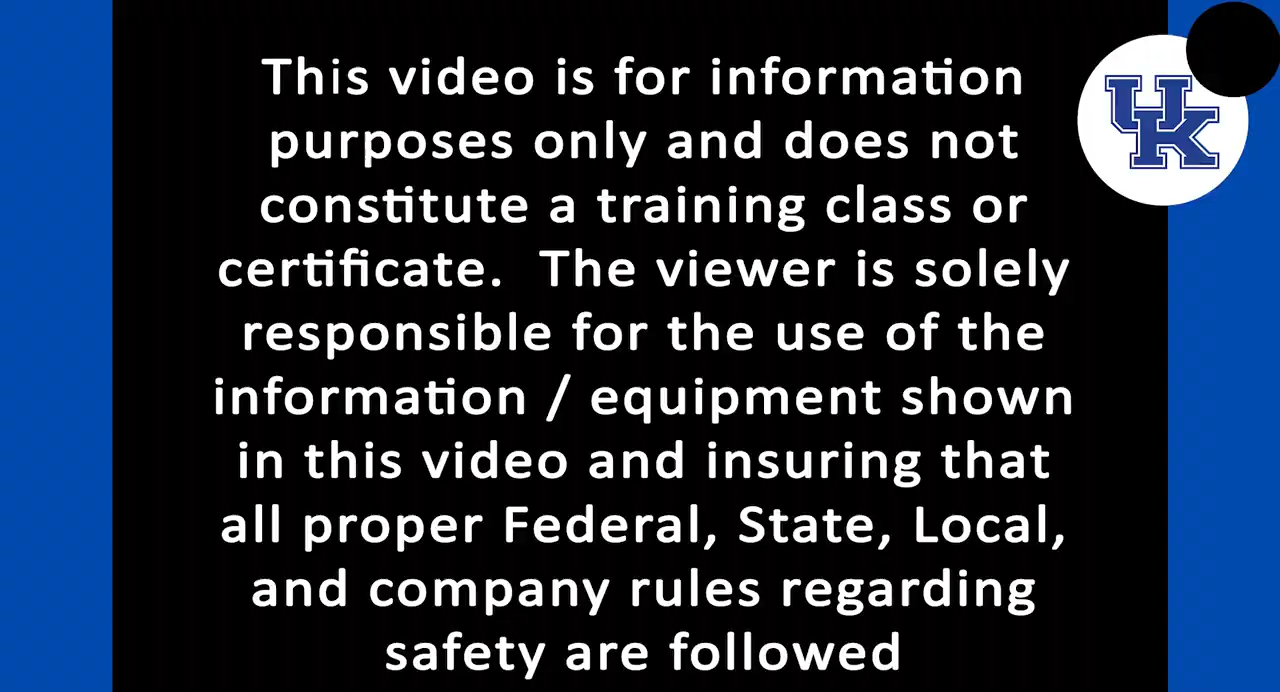 This video is for information
purposes only and does not
constitute a training class or
certificate.  The viewer is solely
responsible for the use of the
information / equipment shown
in this video and insuring that
all proper Federal, State, Local,
and company rules regarding
safety are followed
UK